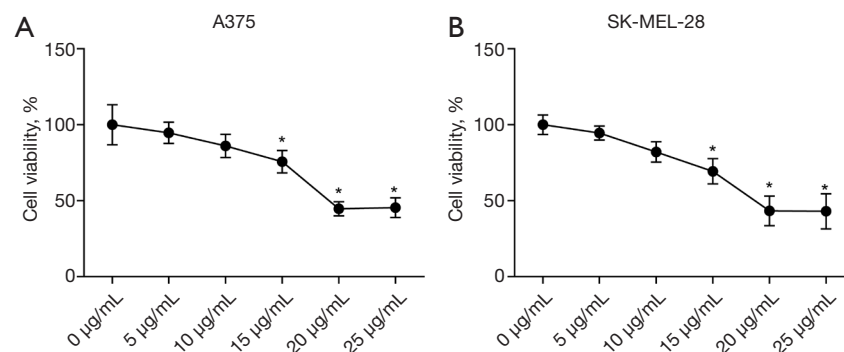 A
A375
150
100
50
0
Cell viability, %
*
*
*
0 µg/mL
5 µg/mL
10 µg/mL
15 µg/mL
20 µg/mL
25 µg/mL
B
SK-MEL-28
150
100
50
0
Cell viability, %
*
*
*
0 µg/mL
5 µg/mL
10 µg/mL
15 µg/mL
20 µg/mL
25 µg/mL